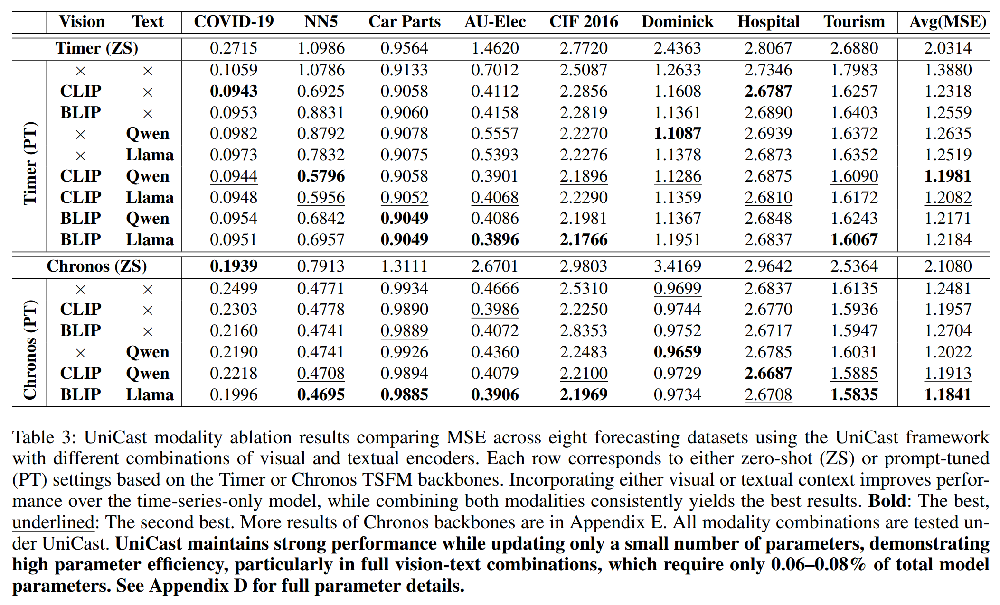 Vision Text COVID-19 NN5 Car Parts AU-Elec CIF 2016 Dominick Hospital Tourism Avg(MSE)
Timer (ZS) 0.2715 1.0986 0.9564 1.4620 2.7720 2.4363 2.8067 2.6880 2.0314
Timer (PT)
× × 0.1059 1.0786 0.9133 0.7012 2.5087 1.2633 2.7346 1.7983 1.3880
CLIP × 0.0943 0.6925 0.9058 0.4112 2.2856 1.1608 2.6787 1.6257 1.2318
BLIP × 0.0953 0.8831 0.9060 0.4158 2.2819 1.1361 2.6890 1.6403 1.2559
× Qwen 0.0982 0.8792 0.9078 0.5557 2.2270 1.1087 2.6939 1.6372 1.2635
× Llama 0.0973 0.7832 0.9075 0.5393 2.2276 1.1378 2.6873 1.6352 1.2519
CLIP Qwen 0.0944 0.5796 0.9058 0.3901 2.1896 1.1286 2.6875 1.6090 1.1981
CLIP Llama 0.0948 0.5956 0.9052 0.4068 2.2290 1.1359 2.6810 1.6172 1.2082
BLIP Qwen 0.0954 0.6842 0.9049 0.4086 2.1981 1.1367 2.6848 1.6243 1.2171
BLIP Llama 0.0951 0.6957 0.9049 0.3896 2.1766 1.1951 2.6837 1.6067 1.2184
Chronos (ZS) 0.1939 0.7913 1.3111 2.6701 2.9803 3.4169 2.9642 2.5364 2.1080
Chronos (PT)
× × 0.2499 0.4771 0.9934 0.4666 2.5310 0.9699 2.6837 1.6135 1.2481
CLIP × 0.2303 0.4778 0.9890 0.3986 2.2250 0.9744 2.6770 1.5936 1.1957
BLIP × 0.2160 0.4741 0.9889 0.4072 2.8353 0.9752 2.6717 1.5947 1.2704
× Qwen 0.2190 0.4741 0.9926 0.4360 2.2483 0.9659 2.6785 1.6031 1.2022
CLIP Qwen 0.2218 0.4708 0.9894 0.4079 2.2100 0.9729 2.6687 1.5885 1.1913
BLIP Llama 0.1996 0.4695 0.9885 0.3906 2.1969 0.9734 2.6708 1.5835 1.1841
Table 3: UniCast modality ablation results comparing MSE across eight forecasting datasets using the UniCast framework
with different combinations of visual and textual encoders. Each row corresponds to either zero-shot (ZS) or prompt-tuned
(PT) settings based on the Timer or Chronos TSFM backbones. Incorporating either visual or textual context improves perfor-
mance over the time-series-only model, while combining both modalities consistently yields the best results. Bold: The best,
underlined: The second best. More results of Chronos backbones are in Appendix E. All modality combinations are tested un-
der UniCast. UniCast maintains strong performance while updating only a small number of parameters, demonstrating
high parameter efficiency, particularly in full vision-text combinations, which require only 0.06–0.08% of total model
parameters. See Appendix D for full parameter details.